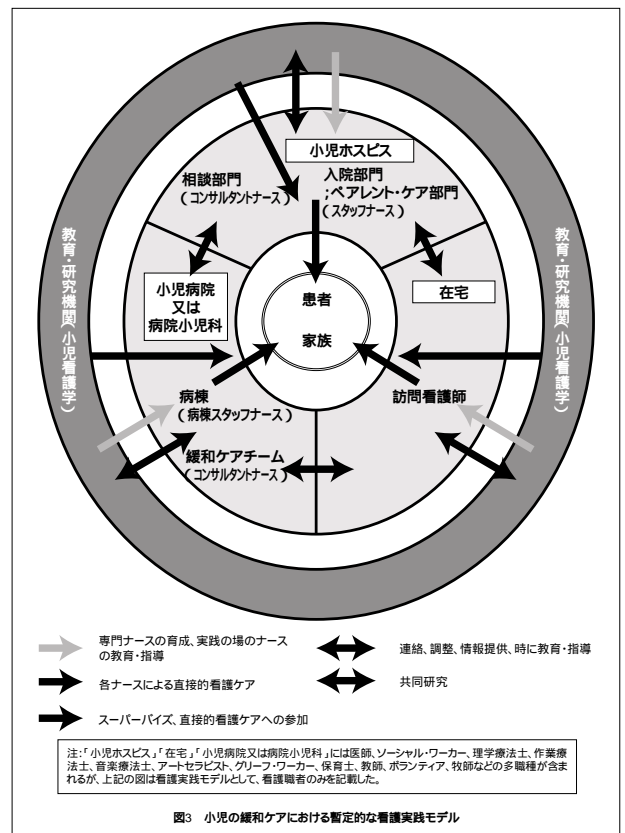 小児ホスピス
入院部門
;ペアレント・ケア部門
(スタッフナース)
相談部門
(コンサルタントナース)
教育・研究機関(小児看護学)
小児病院
又は
病院小児科
患者
家族
在宅
教育・研究機関(小児看護学)
病棟
(病棟スタッフナース)
訪問看護師
緩和ケアチーム
(コンサルタントナース)
専門ナースの育成、実践の場のナース
の教育・指導
連絡、調整、情報提供、時に教育・指導
各ナースによる直接的看護ケア
共同研究
スーパーバイズ、直接的看護ケアへの参加
注:「小児ホスピス」「在宅」「小児病院又は病院小児科」には医師、ソーシャル・ワーカー、理学療法士、作業療
法士、音楽療法士、アートセラピスト、グリーフ・ワーカー、保育士、教師、ボランティア、牧師などの多職種が含ま
れるが、上記の図は看護実践モデルとして、看護職者のみを記載した。
図3 小児の緩和ケアにおける暫定的な看護実践モデル